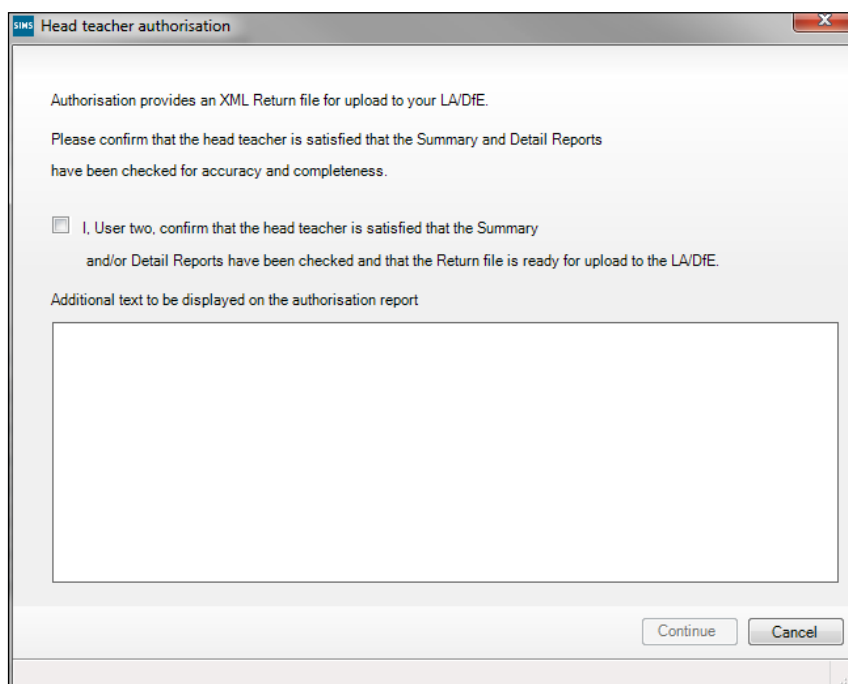 SIMS Head teacher authorisation
Authorisation provides an XML Return file for upload to your LA/DfE.
Please confirm that the head teacher is satisfied that the Summary and Detail Reports
have been checked for accuracy and completeness.
I, User two, confirm that the head teacher is satisfied that the Summary
and/or Detail Reports have been checked and that the Return file is ready for upload to the LA/DfE.
Additional text to be displayed on the authorisation report
Continue Cancel